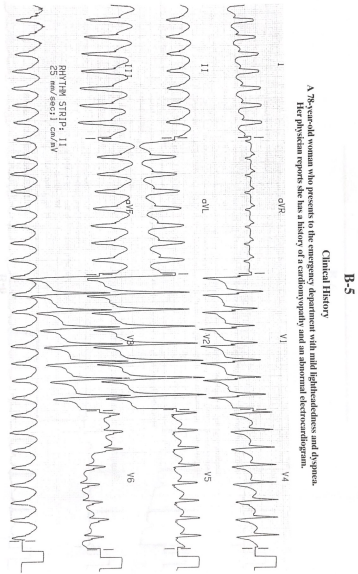 B-5
Clinical History
A 78-year-old woman who presents to the emergency department with mild lightheadedness and dyspnea.
Her physician reports she has a history of a cardiomyopathy and an abnormal electrocardiogram.
I
aVR
V1
V4
II
aVL
V2
V5
III
aVF
V3
V6
RHYTHM STRIP: II
25 mm/sec;1 cm/mV